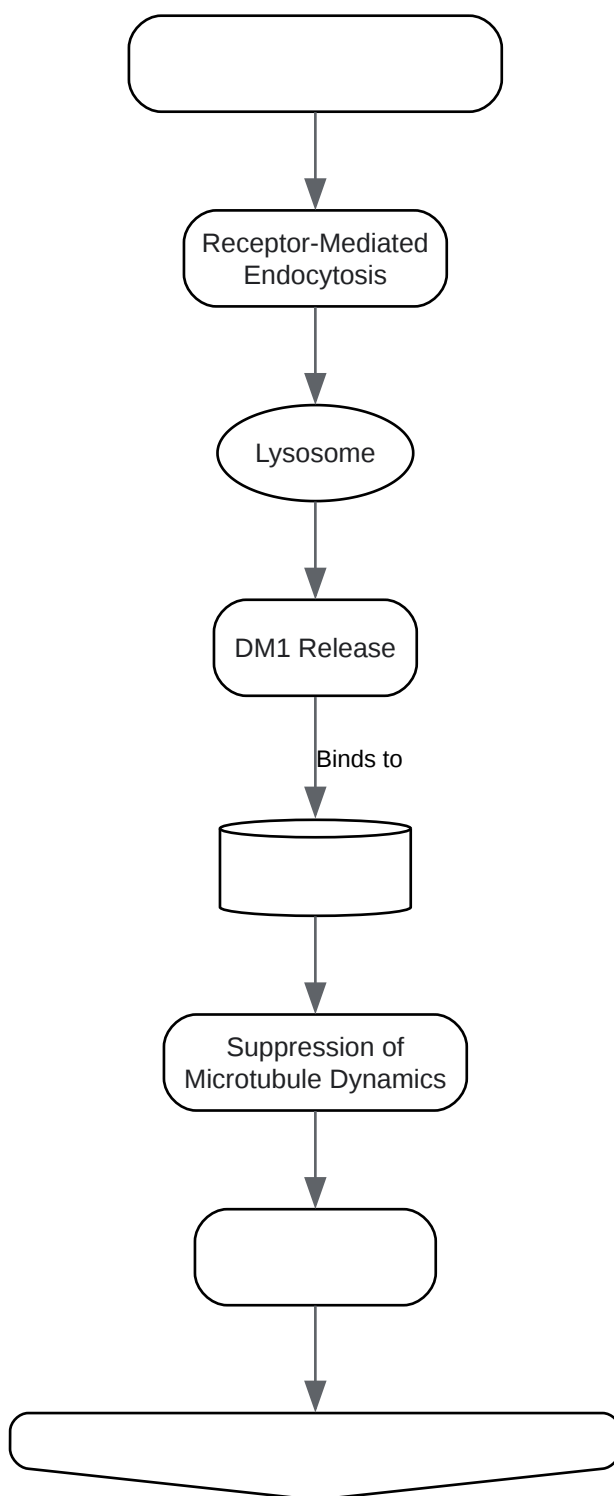 Receptor-Mediated
Endocytosis
Lysosome
DM1 Release
Binds to
Suppression of
Microtubule Dynamics